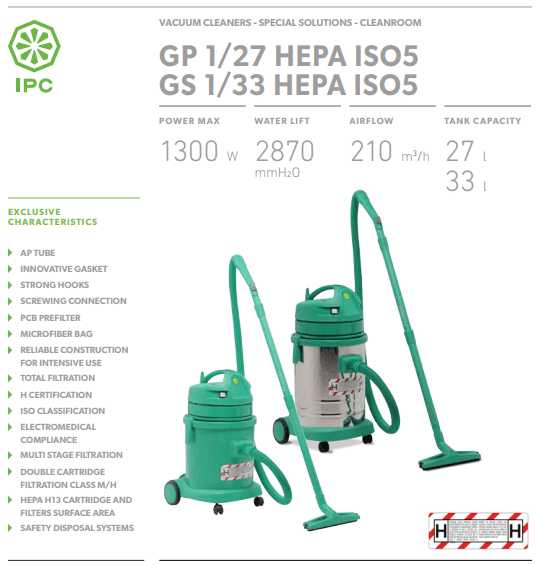 IPC
VACUUM CLEANERS - SPECIAL SOLUTIONS - CLEANROOM
GP 1/27 HEPA ISO5
GS 1/33 HEPA ISO5
POWER MAX
1300 W
WATER LIFT
2870
mmH2O
AIRFLOW
210 m³/h
TANK CAPACITY
27 L
33 L
EXCLUSIVE
CHARACTERISTICS
AP TUBE
INNOVATIVE GASKET
STRONG HOOKS
SCREWING CONNECTION
PCB PREFILTER
MICROFIBER BAG
RELIABLE CONSTRUCTION
FOR INTENSIVE USE
TOTAL FILTRATION
H CERTIFICATION
ISO CLASSIFICATION
ELECTROMEDICAL
COMPLIANCE
MULTI STAGE FILTRATION
DOUBLE CARTRIDGE
FILTRATION CLASS M/H
HEPA H13 CARTRIDGE AND
FILTERS SURFACE AREA
SAFETY DISPOSAL SYSTEMS
H H